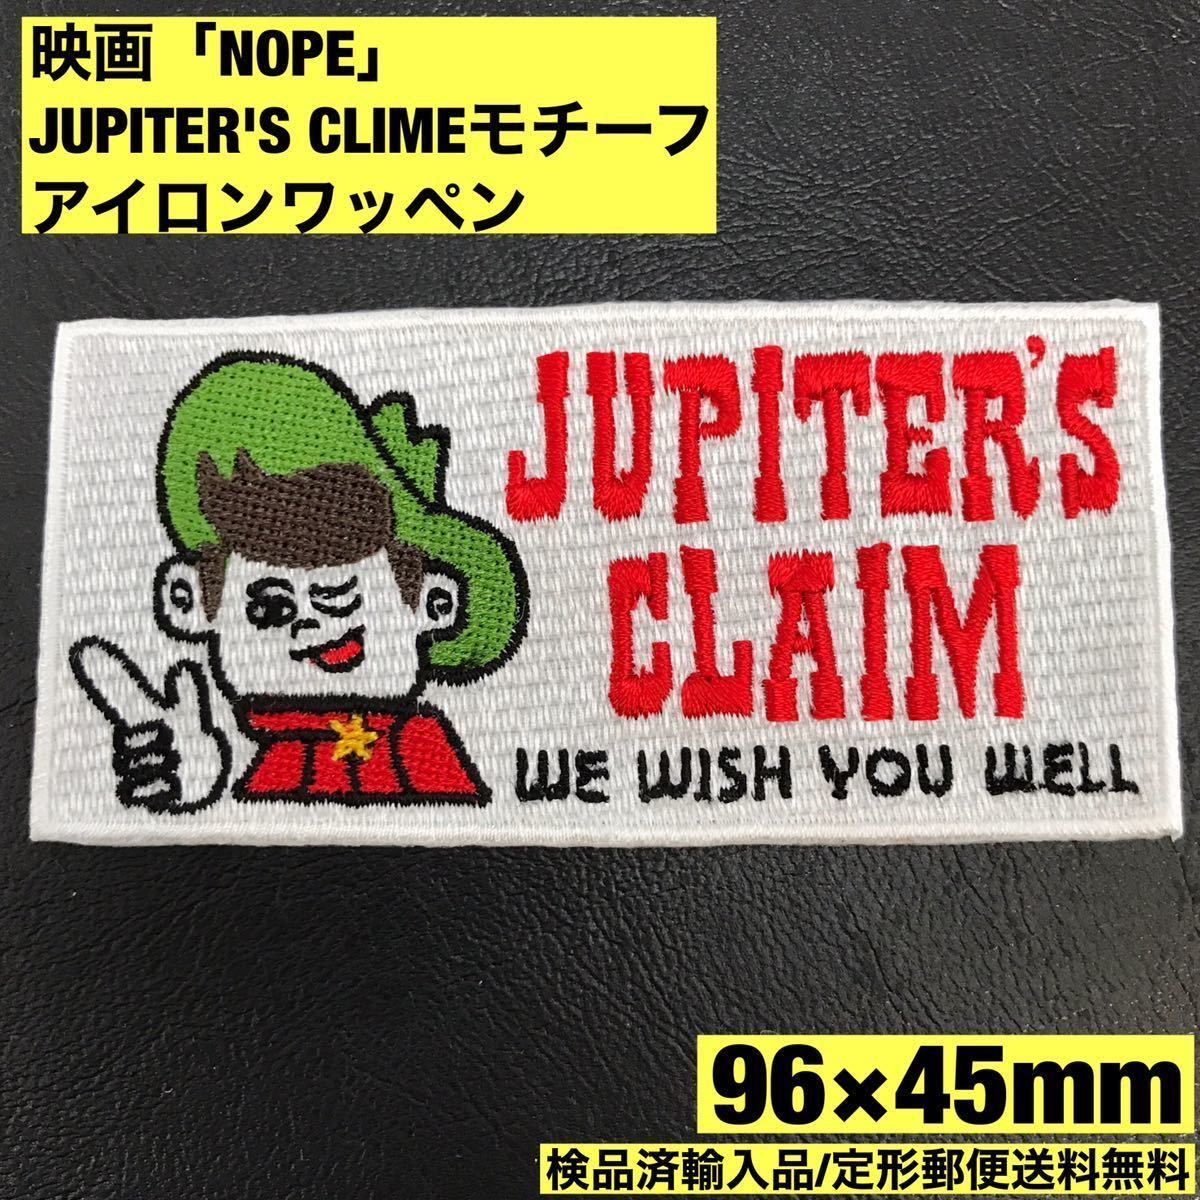 映画「NOPE」
JUPITER'S CLIMEモチーフ
アイロンワッペン
JUPITER'S
CLAIM
WE WISH YOU WELL
96×45mm
検品済輸入品/定形郵便送料無料